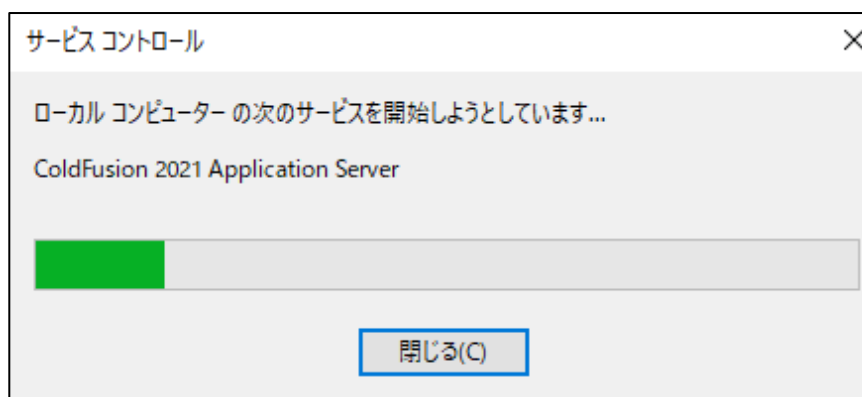 サービス コントロール
ローカル コンピューター の次のサービスを開始しようとしています...
ColdFusion 2021 Application Server
閉じる(C)